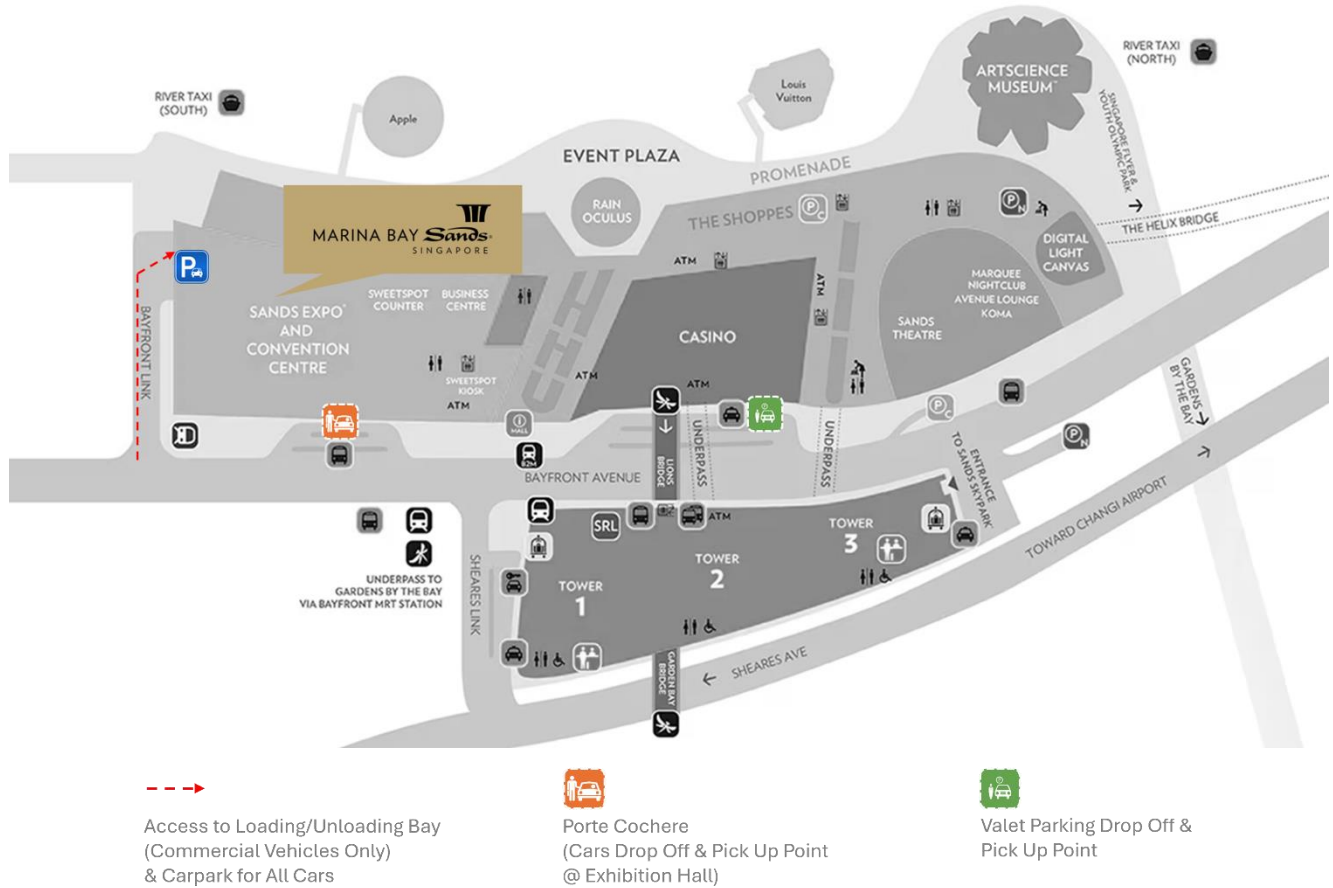 RIVER TAXI
(SOUTH)
Apple
Louis
Vuitton
ARTSCIENCE
MUSEUM™
RIVER TAXI
(NORTH)
SINGAPORE FLYER &
YOUTH OLYMPIC PARK
EVENT PLAZA
PROMENADE
RAIN
OCULUS
THE SHOPPES
P C
P N
THE HELIX BRIDGE
DIGITAL
LIGHT
CANVAS
MARINA BAY Sands®
SINGAPORE
P
BAYFRONT LINK
SANDS EXPO®
AND
CONVENTION
CENTRE
SWEETSPOT
COUNTER
BUSINESS
CENTRE
SWEETSPOT
KIOSK
ATM
ATM
ATM
ATM
ATM
CASINO
MARQUEE
NIGHTCLUB
AVENUE LOUNGE
KOMA
SANDS
THEATRE
GARDENS
BY THE BAY
i
MALL
B2M
P C
P N
BAYFRONT AVENUE
LIONS
BRIDGE
UNDERPASS
UNDERPASS
ENTRANCE
TO SANDS SKYPARK®
SRL
ATM
TOWER
1
TOWER
2
TOWER
3
UNDERPASS TO
GARDENS BY THE BAY
VIA BAYFRONT MRT STATION
SHEARES LINK
GARDEN BAY
BRIDGE
SHEARES AVE
TOWARD CHANGI AIRPORT
Access to Loading/Unloading Bay
(Commercial Vehicles Only)
& Carpark for All Cars
Porte Cochere
(Cars Drop Off & Pick Up Point
@ Exhibition Hall)
Valet Parking Drop Off &
Pick Up Point